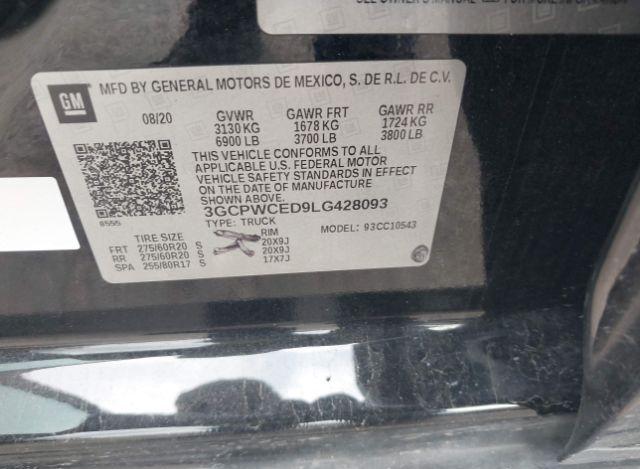 MFD BY GENERAL MOTORS DE MEXICO, S. DE R.L. DE C.V.
GM
08/20 GVWR GAWR FRT GAWR RR
3130 KG 1678 KG 1724 KG
6900 LB 3700 LB 3800 LB
THIS VEHICLE CONFORMS TO ALL
APPLICABLE U.S. FEDERAL MOTOR
VEHICLE SAFETY STANDARDS IN EFFECT
ON THE DATE OF MANUFACTURE
SHOWN ABOVE.
3GCPWCED9LG428093
8555
TYPE: TRUCK MODEL: 93CC10543
TIRE SIZE RIM
FRT 275/60R20 S 20X9J
RR 275/60R20 S 20X9J
SPA 255/80R17 S 17X7J